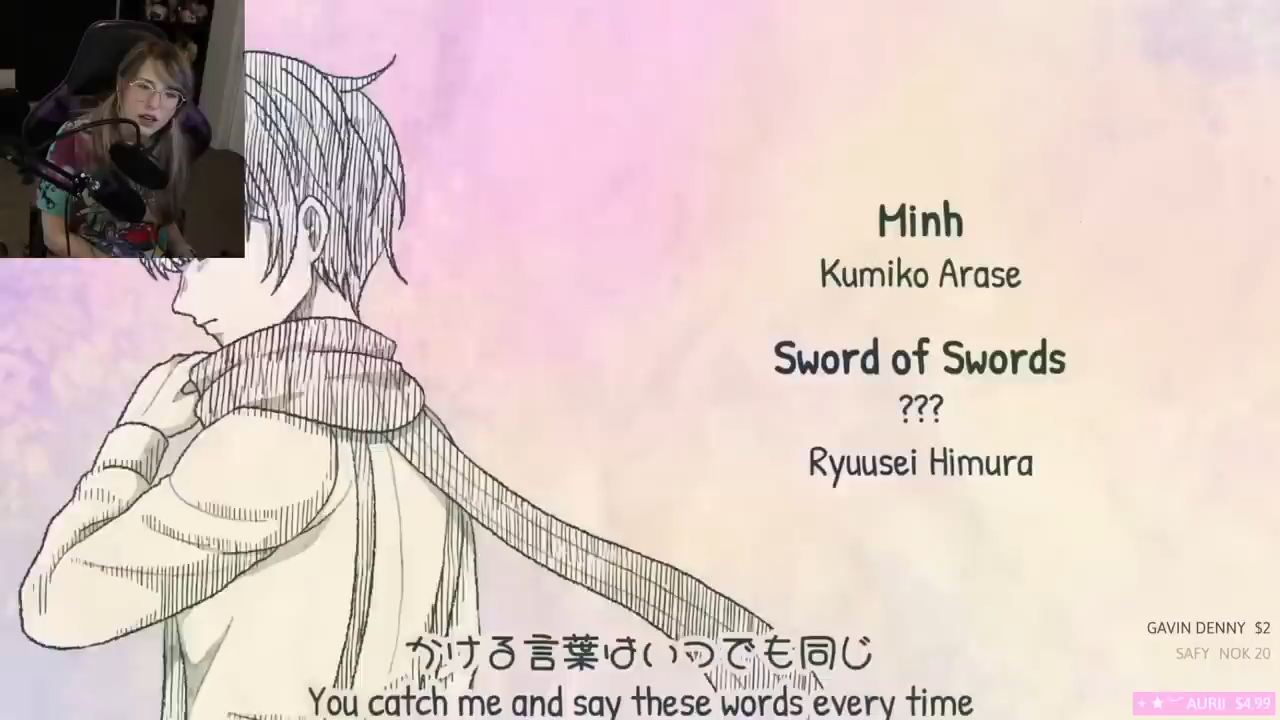 Minh
Kumiko Arase
Sword of Swords
???
Ryuusei Himura
GAVIN DENNY $2
SAFY NOK 20
AURII $4.99
かける言葉はいつでも同じ
You catch me and say these words every time